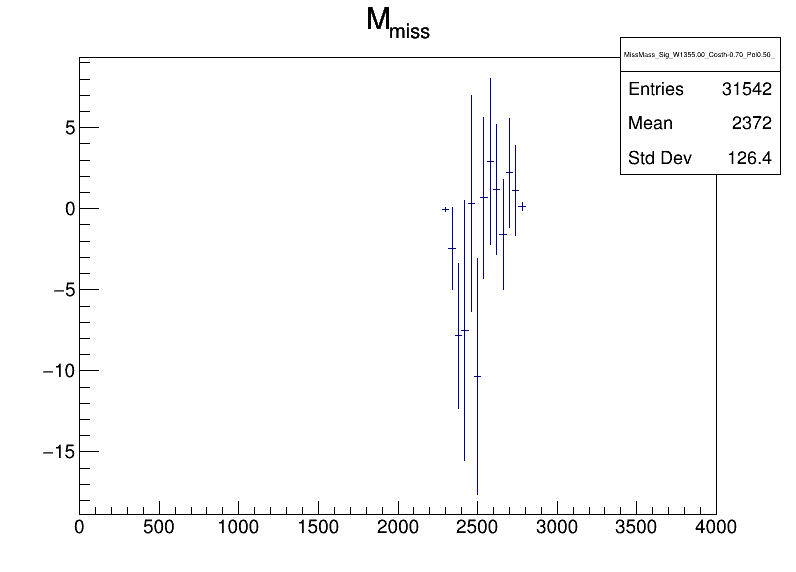 M_miss
MissMass_Sig_W1355.00_Costh-0.70_Pol0.50_
Entries 31542
Mean 2372
Std Dev 126.4
5
0
−5
−10
−15
0 500 1000 1500 2000 2500 3000 3500 4000